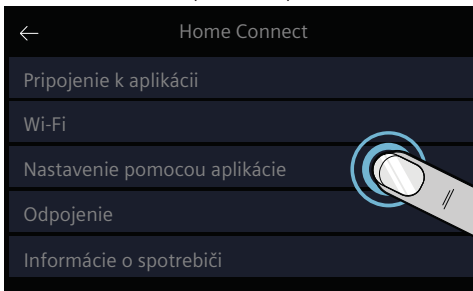 Home Connect
Pripojenie k aplikácii
Wi-Fi
Nastavenie pomocou aplikácie
Odpojenie
Informácie o spotrebiči